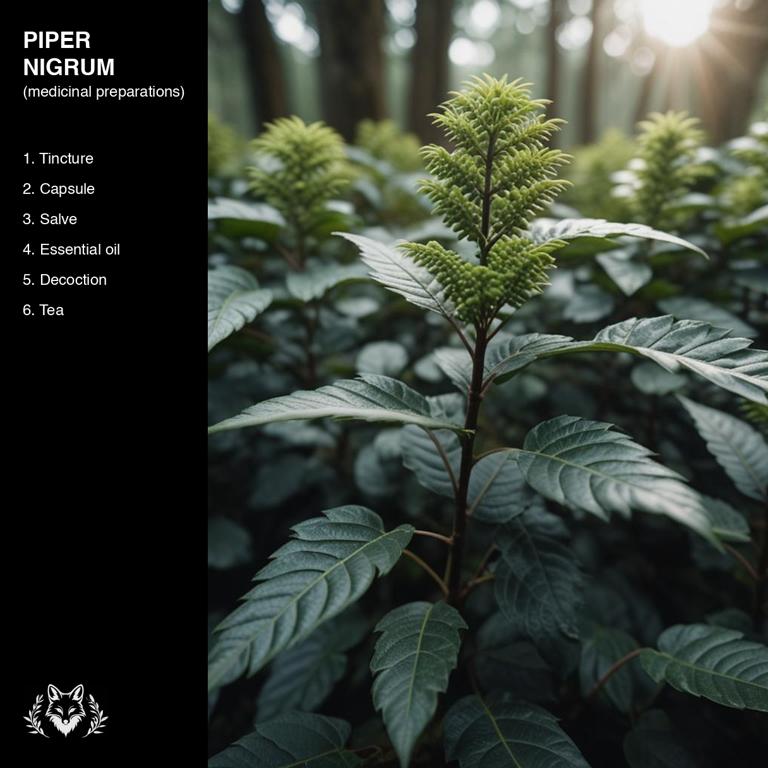 PIPER
NIGRUM
(medicinal preparations)
1. Tincture
2. Capsule
3. Salve
4. Essential oil
5. Decoction
6. Tea